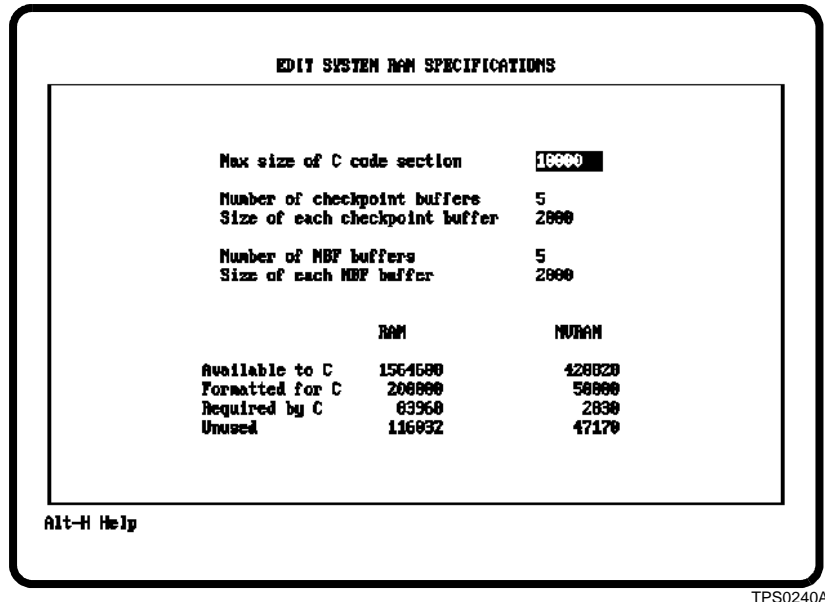 EDIT SYSTEM RAM SPECIFICATIONS
Max size of C code section 10000
Number of checkpoint buffers 5
Size of each checkpoint buffer 2000
Number of MBF buffers 5
Size of each MBF buffer 2000
RAM NVRAM
Available to C
Formatted for C 200000 50000
Required by C 83968 2830
Unused 116032 47170
Alt-H Help
TPS0240A